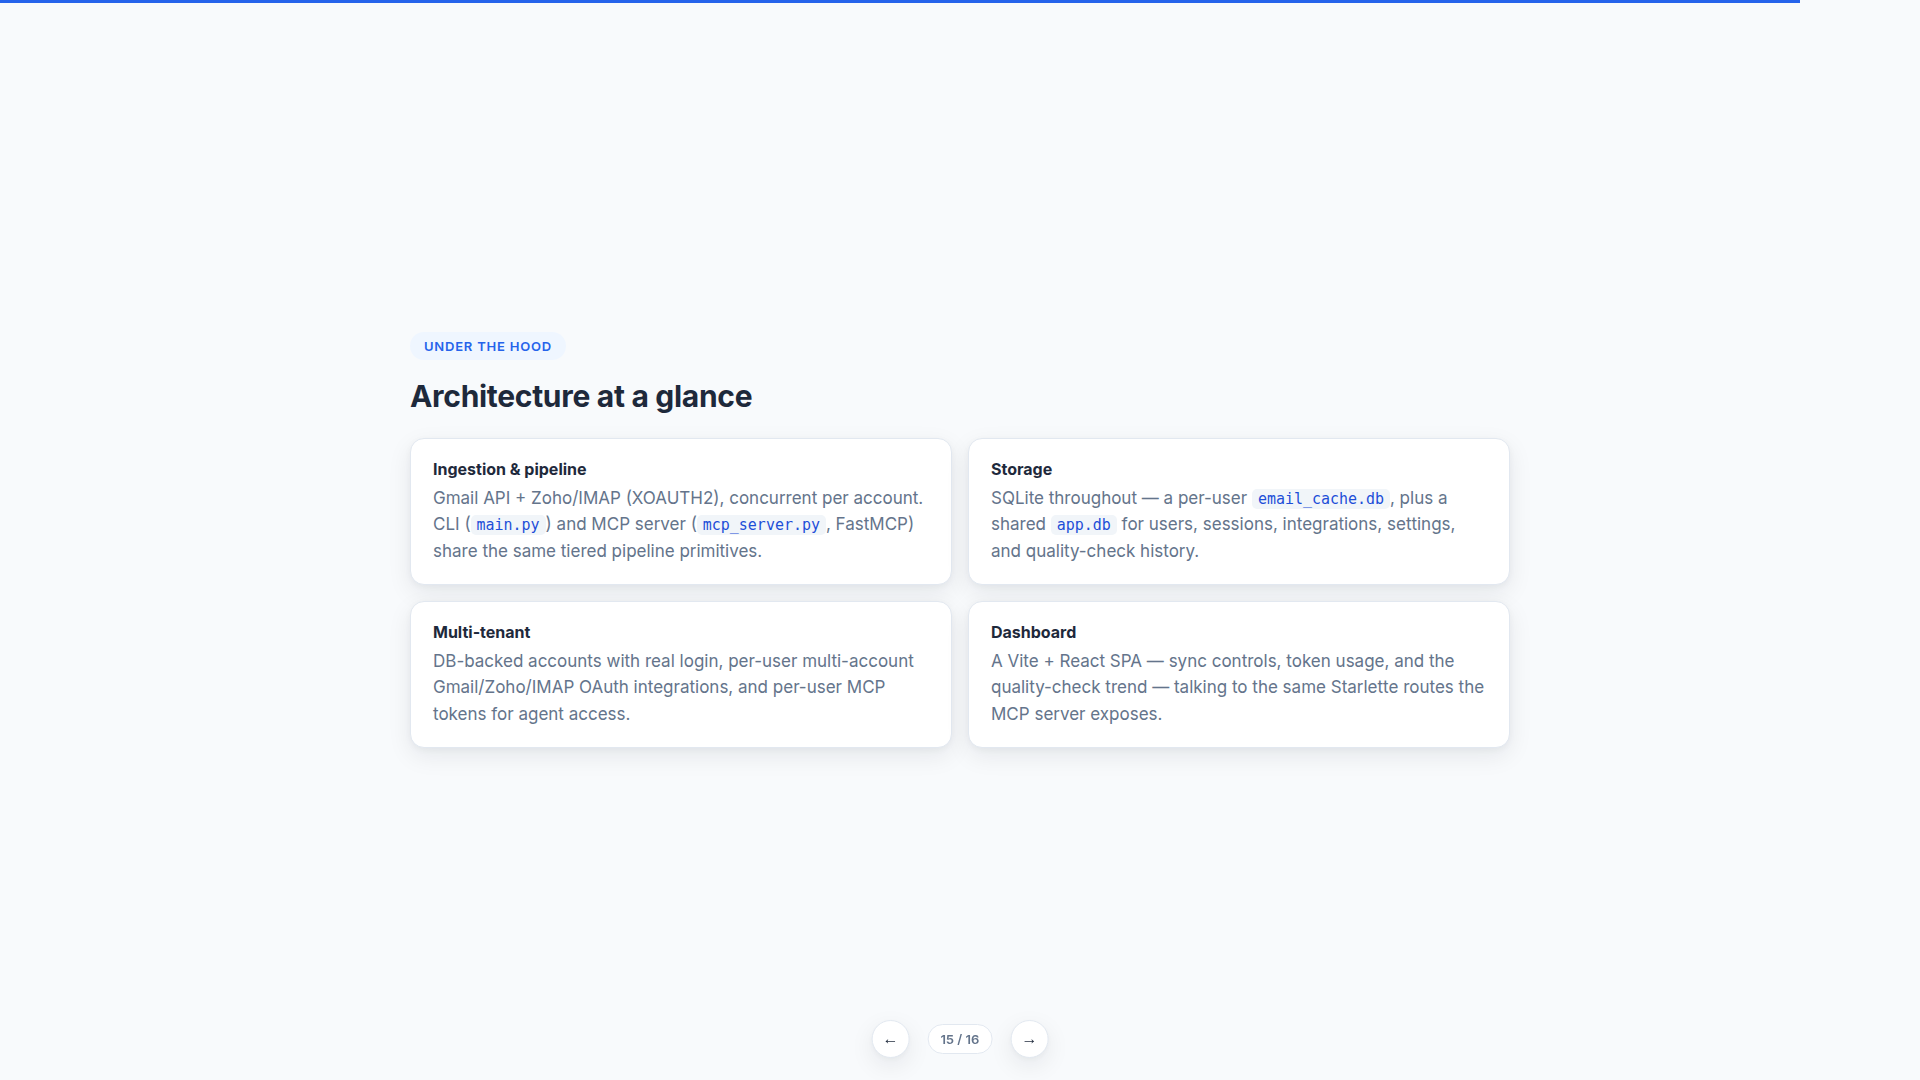 UNDER THE HOOD
Architecture at a glance
Ingestion & pipeline
Gmail API + Zoho/IMAP (XOAUTH2), concurrent per account.
CLI (main.py) and MCP server (mcp_server.py, FastMCP)
share the same tiered pipeline primitives.
Storage
SQLite throughout — a per-user email_cache.db, plus a
shared app.db for users, sessions, integrations, settings,
and quality-check history.
Multi-tenant
DB-backed accounts with real login, per-user multi-account
Gmail/Zoho/IMAP OAuth integrations, and per-user MCP
tokens for agent access.
Dashboard
A Vite + React SPA — sync controls, token usage, and the
quality-check trend — talking to the same Starlette routes the
MCP server exposes.
← 15 / 16 →